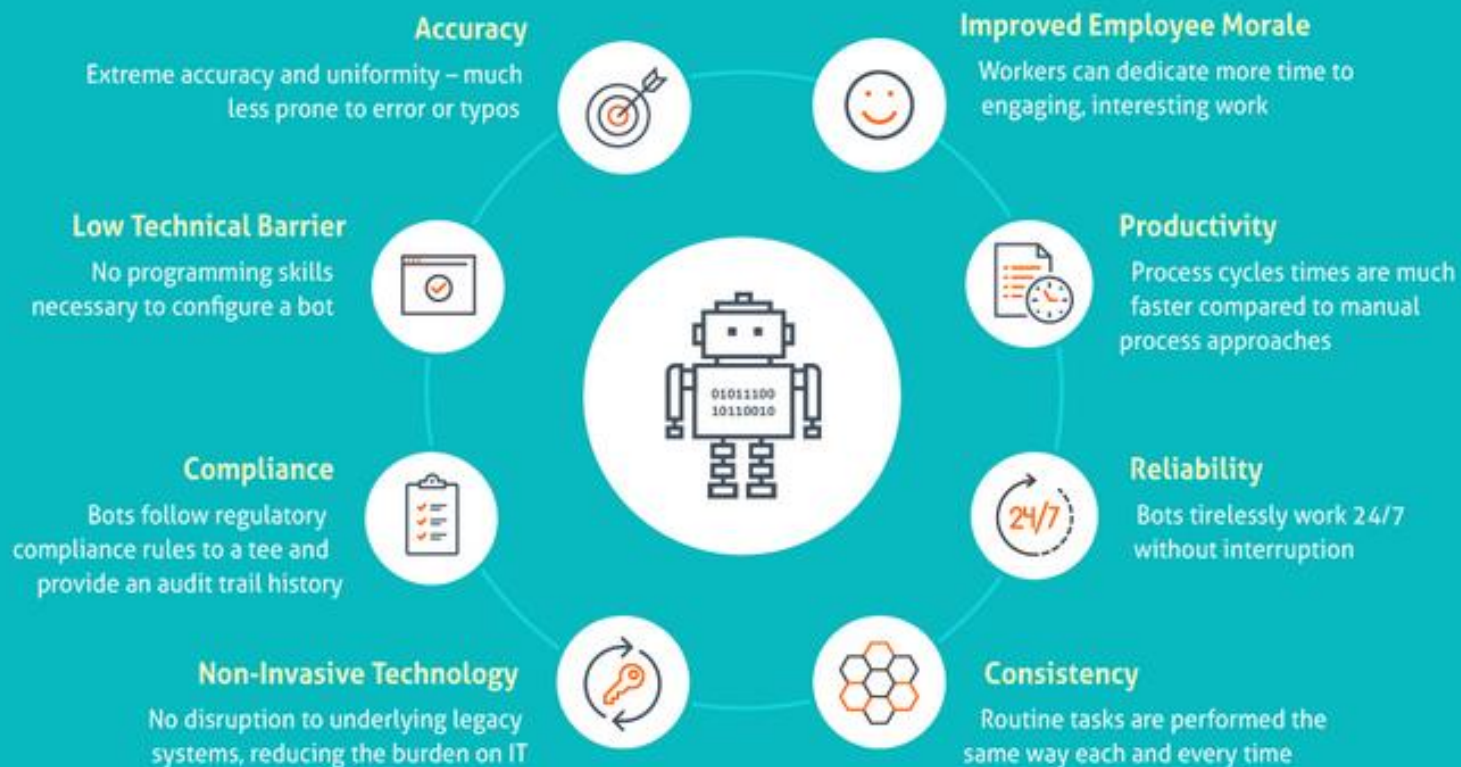 Accuracy
Extreme accuracy and uniformity – much
less prone to error or typos
Improved Employee Morale
Workers can dedicate more time to
engaging, interesting work
Low Technical Barrier
No programming skills
necessary to configure a bot
Productivity
Process cycles times are much
faster compared to manual
process approaches
01011100
10110010
Compliance
Bots follow regulatory
compliance rules to a tee and
provide an audit trail history
Reliability
24/7
Bots tirelessly work 24/7
without interruption
Non-Invasive Technology
No disruption to underlying legacy
systems, reducing the burden on IT
Consistency
Routine tasks are performed the
same way each and every time